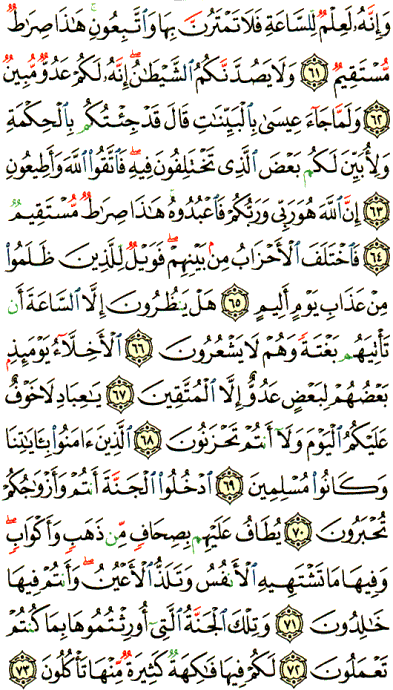 وَإِنَّهُۥ لَعِلۡمٞ لِّلسَّاعَةِ فَلَا تَمۡتَرُنَّ بِهَا وَٱتَّبِعُونِۚ هَٰذَا صِرَٰطٞ
مُّسۡتَقِيمٞ ٦١ وَلَا يَصُدَّنَّكُمُ ٱلشَّيۡطَٰنُۖ إِنَّهُۥ لَكُمۡ عَدُوّٞ مُّبِينٞ
٦٢ وَلَمَّا جَآءَ عِيسَىٰ بِٱلۡبَيِّنَٰتِ قَالَ قَدۡ جِئۡتُكُم بِٱلۡحِكۡمَةِ
وَلِأُبَيِّنَ لَكُم بَعۡضَ ٱلَّذِي تَخۡتَلِفُونَ فِيهِۖ فَٱتَّقُواْ ٱللَّهَ وَأَطِيعُونِ
٦٣ إِنَّ ٱللَّهَ هُوَ رَبِّي وَرَبُّكُمۡ فَٱعۡبُدُوهُۚ هَٰذَا صِرَٰطٞ مُّسۡتَقِيمٞ
٦٤ فَٱخۡتَلَفَ ٱلۡأَحۡزَابُ مِنۢ بَيۡنِهِمۡۖ فَوَيۡلٞ لِّلَّذِينَ ظَلَمُواْ
مِنۡ عَذَابِ يَوۡمٍ أَلِيمٍ ٦٥ هَلۡ يَنظُرُونَ إِلَّا ٱلسَّاعَةَ أَن
تَأۡتِيَهُم بَغۡتَةٗ وَهُمۡ لَا يَشۡعُرُونَ ٦٦ ٱلۡأَخِلَّآءُ يَوۡمَئِذِۭ
بَعۡضُهُمۡ لِبَعۡضٍ عَدُوٌّ إِلَّا ٱلۡمُتَّقِينَ ٦٧ يَٰعِبَادِ لَا خَوۡفٌ
عَلَيۡكُمُ ٱلۡيَوۡمَ وَلَآ أَنتُمۡ تَحۡزَنُونَ ٦٨ ٱلَّذِينَ ءَامَنُواْ بِـَٔايَٰتِنَا
وَكَانُواْ مُسۡلِمِينَ ٦٩ ٱدۡخُلُواْ ٱلۡجَنَّةَ أَنتُمۡ وَأَزۡوَٰجُكُمۡ
تُحۡبَرُونَ ٧٠ يُطَافُ عَلَيۡهِم بِصِحَافٖ مِّن ذَهَبٖ وَأَكۡوَابٖۖ
وَفِيهَا مَا تَشۡتَهِيهِ ٱلۡأَنفُسُ وَتَلَذُّ ٱلۡأَعۡيُنُۖ وَأَنتُمۡ فِيهَا
خَٰلِدُونَ ٧١ وَتِلۡكَ ٱلۡجَنَّةُ ٱلَّتِيٓ أُورِثۡتُمُوهَا بِمَا كُنتُمۡ
تَعۡمَلُونَ ٧٢ لَكُمۡ فِيهَا فَٰكِهَةٞ كَثِيرَةٞ مِّنۡهَا تَأۡكُلُونَ ٧٣